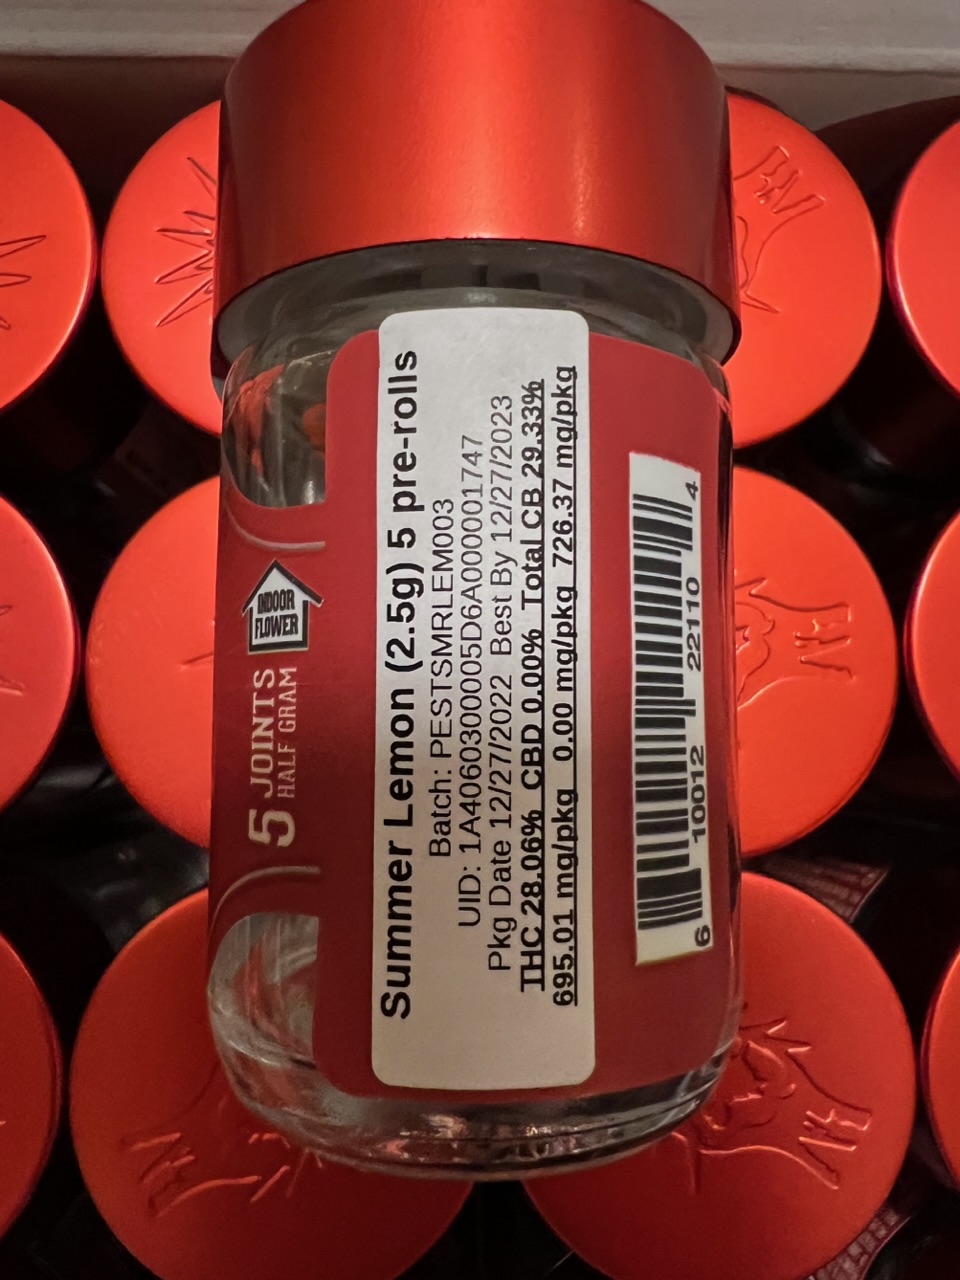 INDOOR
FLOWER
5 JOINTS
HALF GRAM
Summer Lemon (2.5g) 5 pre-rolls
Batch: PESTSMRLEM003
UID: 1A4060300005D6A000001747
Pkg Date 12/27/2022 Best By 12/27/2023
THC 28.06% CBD 0.00% Total CB 29.33%
695.01 mg/pkg 0.00 mg/pkg 726.37 mg/pkg
6 10012 22110 4